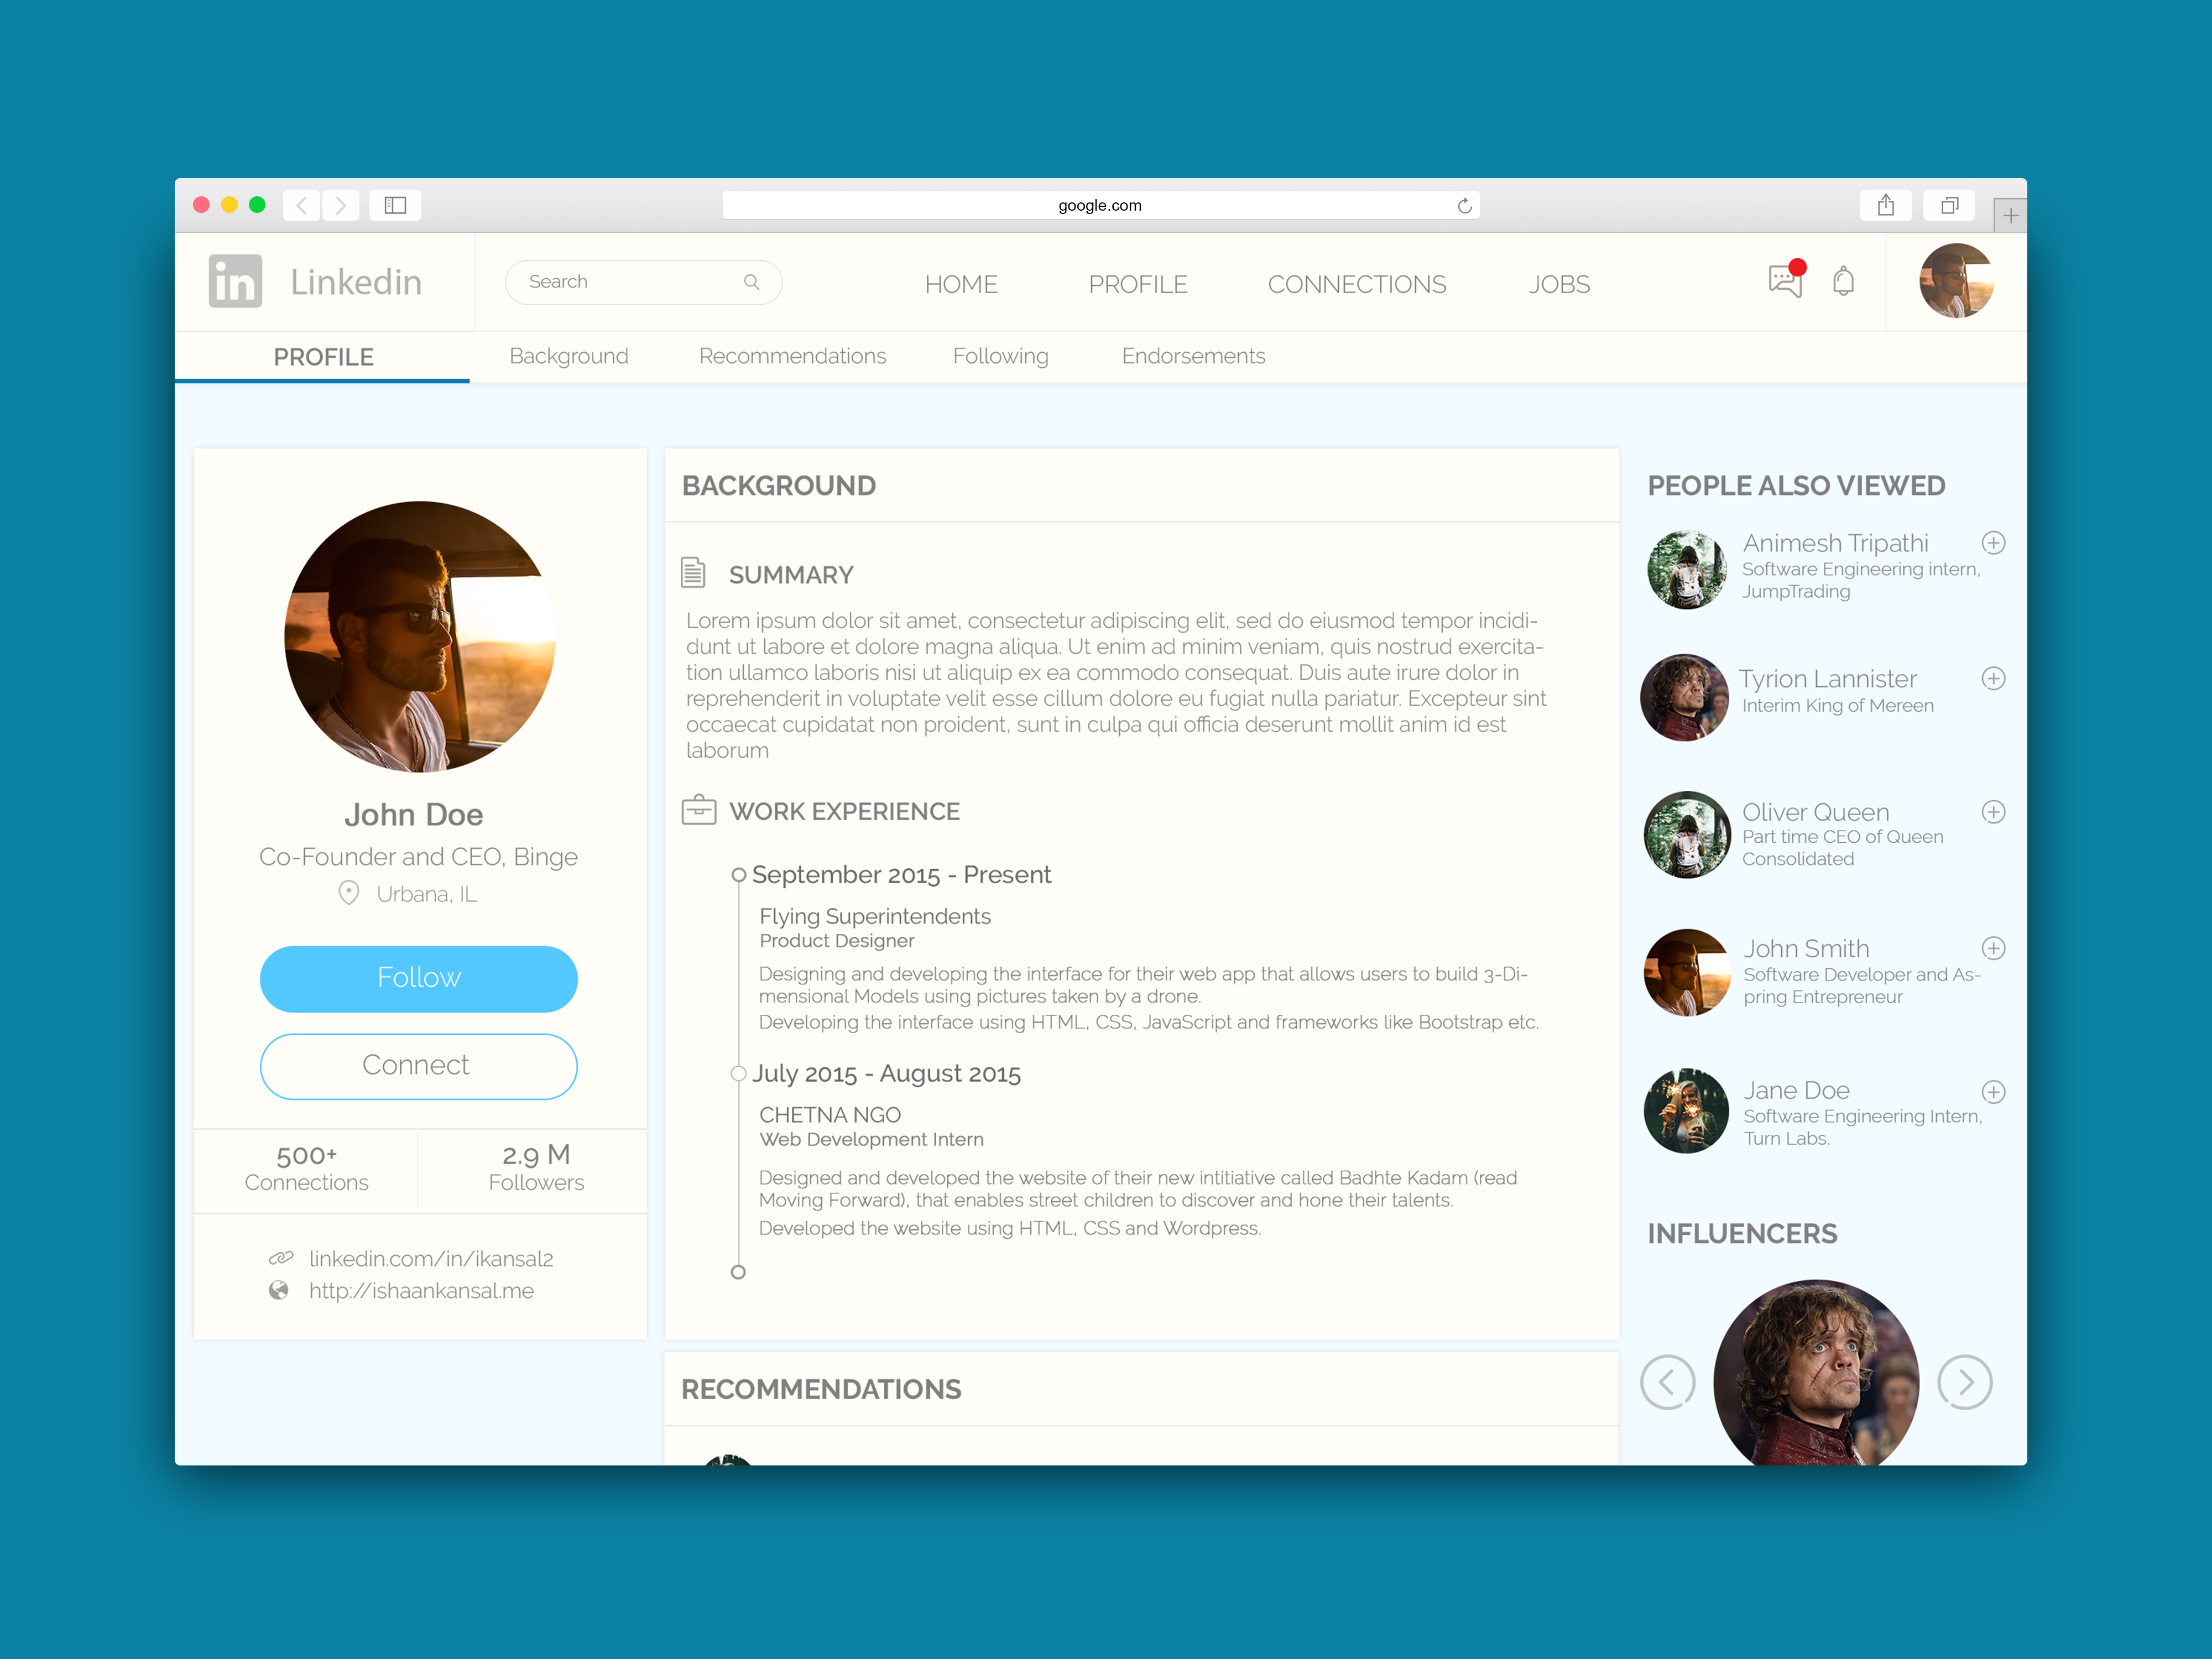 google.com
in Linkedin
Search
HOME
PROFILE
CONNECTIONS
JOBS
PROFILE
Background
Recommendations
Following
Endorsements
John Doe
Co-Founder and CEO, Binge
Urbana, IL
Follow
Connect
500+
Connections
2.9 M
Followers
linkedin.com/in/ikansal2
http://ishaankansal.me
BACKGROUND
SUMMARY
Lorem ipsum dolor sit amet, consectetur adipiscing elit, sed do eiusmod tempor incidi-
dunt ut labore et dolore magna aliqua. Ut enim ad minim veniam, quis nostrud exercita-
tion ullamco laboris nisi ut aliquip ex ea commodo consequat. Duis aute irure dolor in
reprehenderit in voluptate velit esse cillum dolore eu fugiat nulla pariatur. Excepteur sint
occaecat cupidatat non proident, sunt in culpa qui officia deserunt mollit anim id est
laborum
WORK EXPERIENCE
September 2015 - Present
Flying Superintendents
Product Designer
Designing and developing the interface for their web app that allows users to build 3-Di-
mensional Models using pictures taken by a drone.
Developing the interface using HTML, CSS, JavaScript and frameworks like Bootstrap etc.
July 2015 - August 2015
CHETNA NGO
Web Development Intern
Designed and developed the website of their new intitiative called Badhte Kadam (read
Moving Forward), that enables street children to discover and hone their talents.
Developed the website using HTML, CSS and Wordpress.
RECOMMENDATIONS
PEOPLE ALSO VIEWED
Animesh Tripathi
Software Engineering intern,
JumpTrading
Tyrion Lannister
Interim King of Mereen
Oliver Queen
Part time CEO of Queen
Consolidated
John Smith
Software Developer and As-
pring Entrepreneur
Jane Doe
Software Engineering Intern,
Turn Labs.
INFLUENCERS